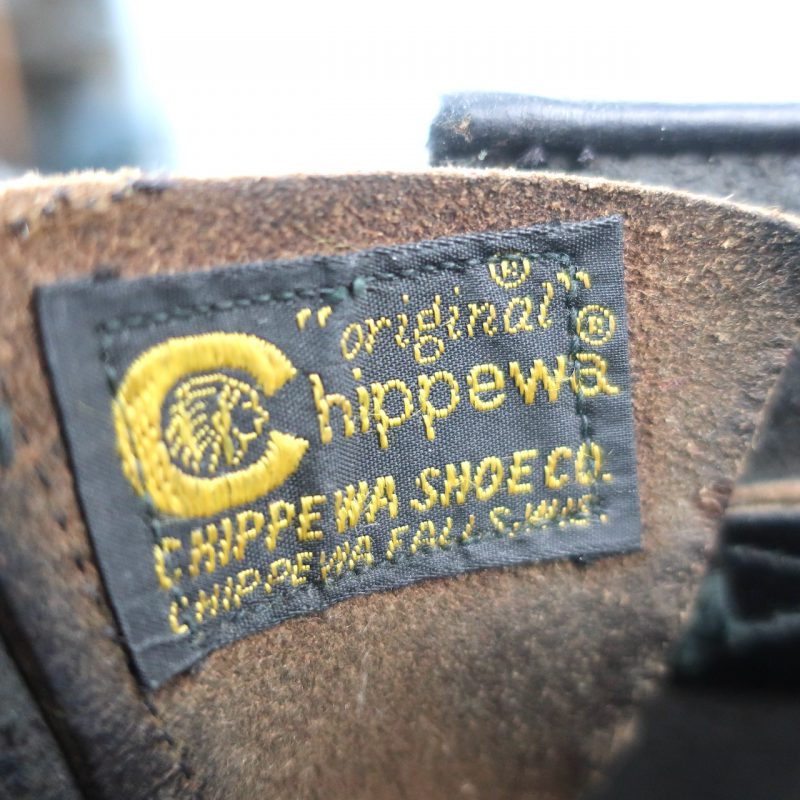 "original"®
Chippewa®
CHIPPEWA SHOE CO.
CHIPPEWA FALLS, WIS.